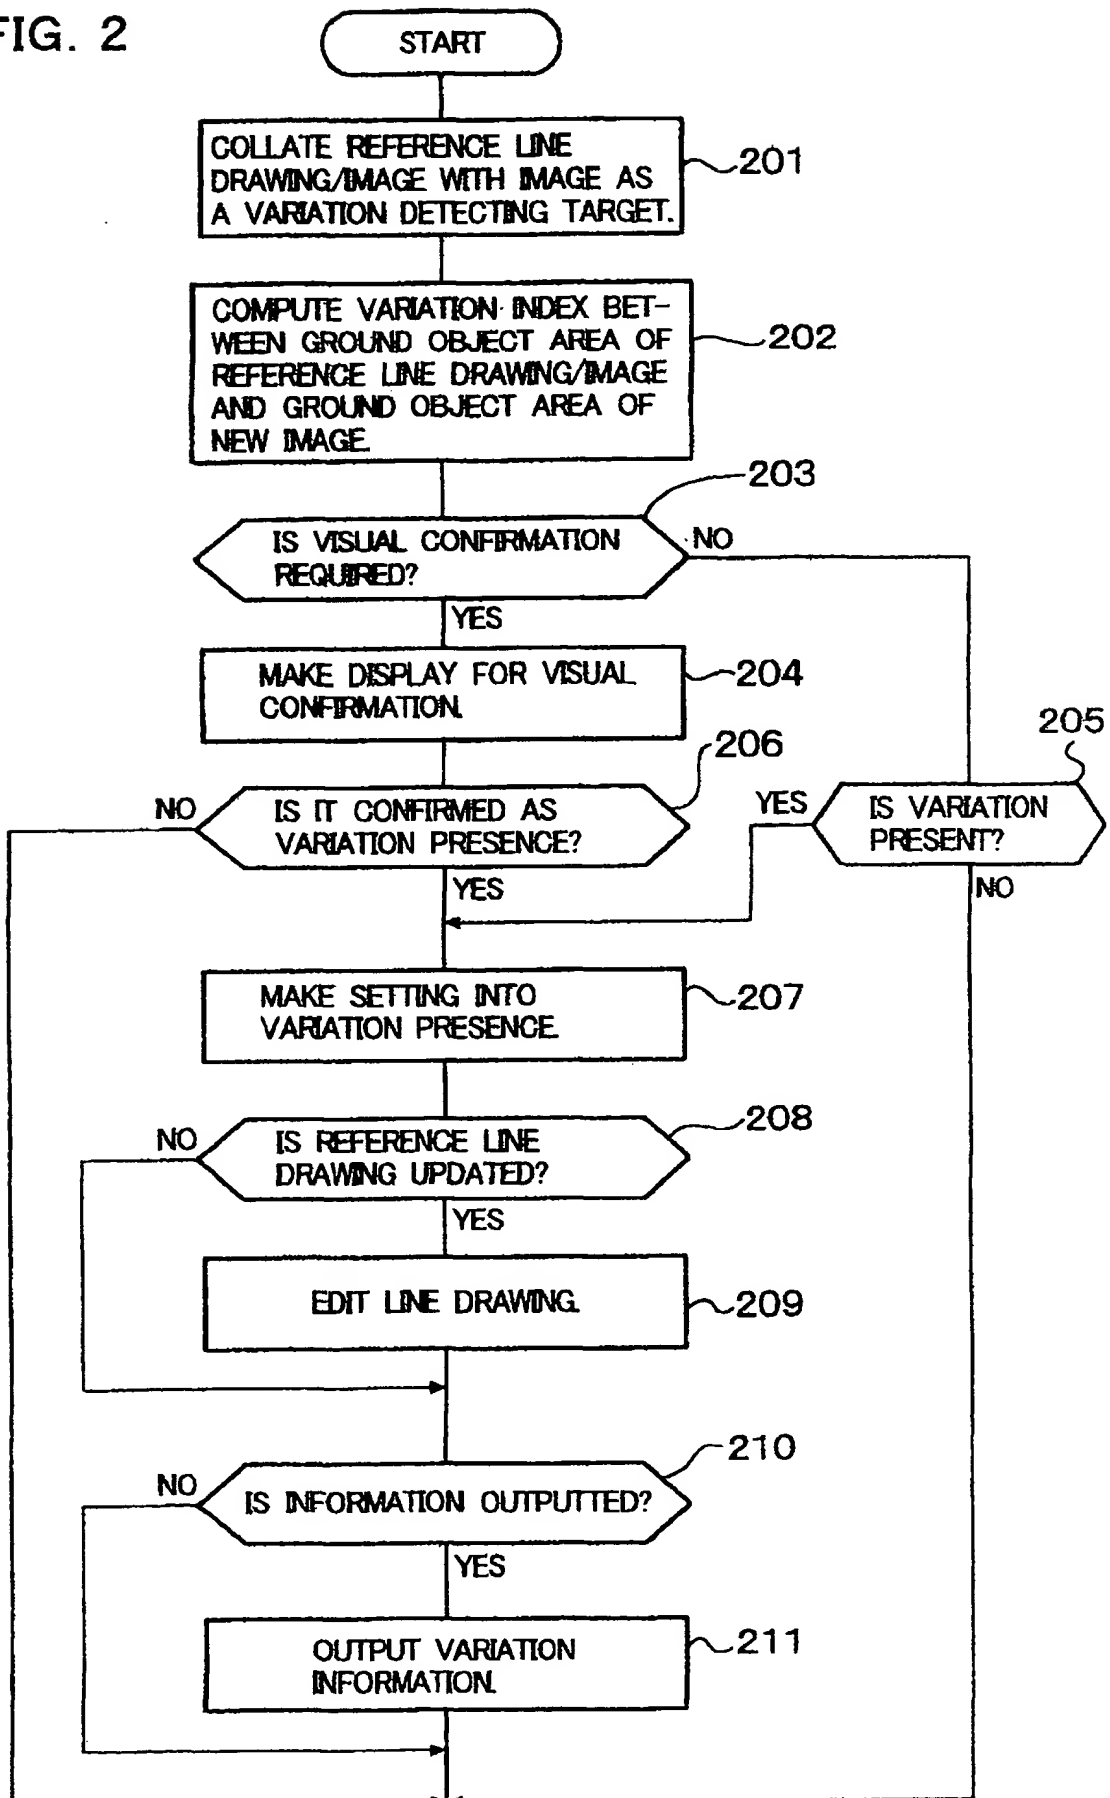 FIG. 2
START
COLLATE REFERENCE LINE
DRAWING/IMAGE WITH IMAGE AS
A VARIATION DETECTING TARGET.
201
COMPUTE VARIATION INDEX BET-
WEEN GROUND OBJECT AREA OF
REFERENCE LINE DRAWING/IMAGE
AND GROUND OBJECT AREA OF
NEW IMAGE.
202
203
IS VISUAL CONFIRMATION
REQUIRED?
NO
YES
MAKE DISPLAY FOR VISUAL
CONFIRMATION.
204
205
206
NO
IS IT CONFIRMED AS
VARIATION PRESENCE?
YES
IS VARIATION
PRESENT?
YES
NO
MAKE SETTING INTO
VARIATION PRESENCE.
207
208
NO
IS REFERENCE LINE
DRAWING UPDATED?
YES
EDIT LINE DRAWING.
209
210
NO
IS INFORMATION OUTPUTTED?
YES
OUTPUT VARIATION
INFORMATION.
211